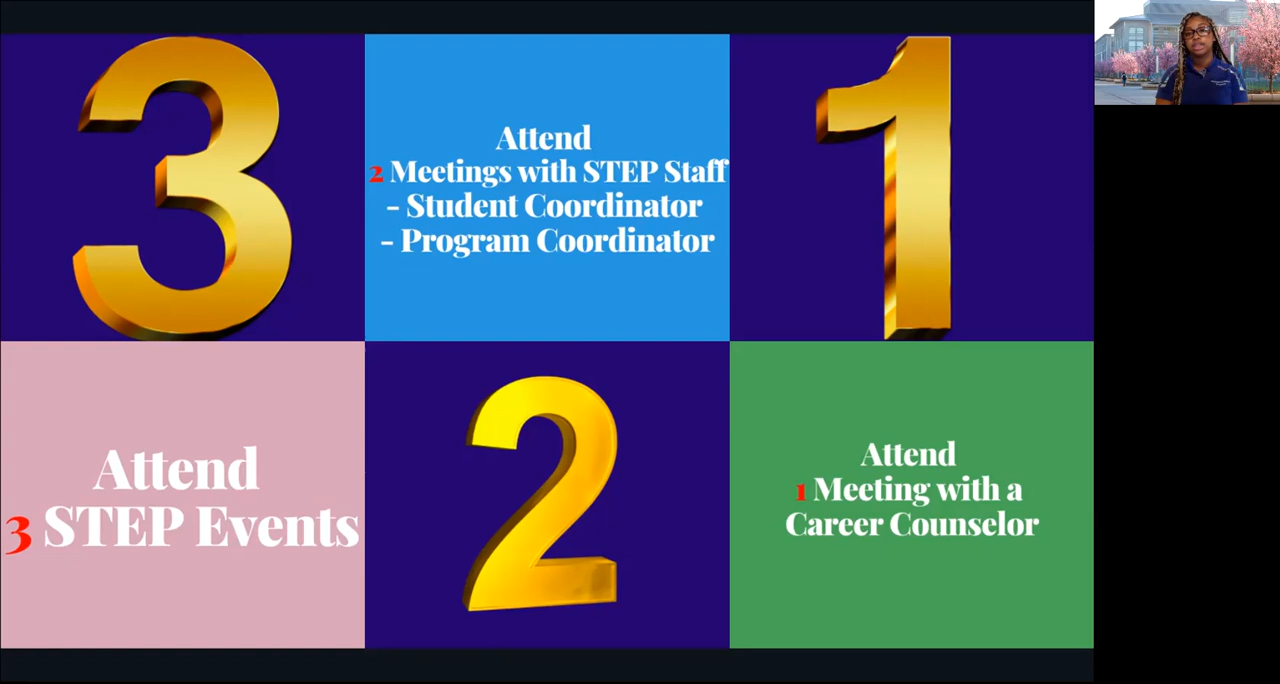 3
Attend
2 Meetings with STEP Staff
- Student Coordinator
- Program Coordinator
1
Attend
3 STEP Events
2
Attend
1 Meeting with a
Career Counselor